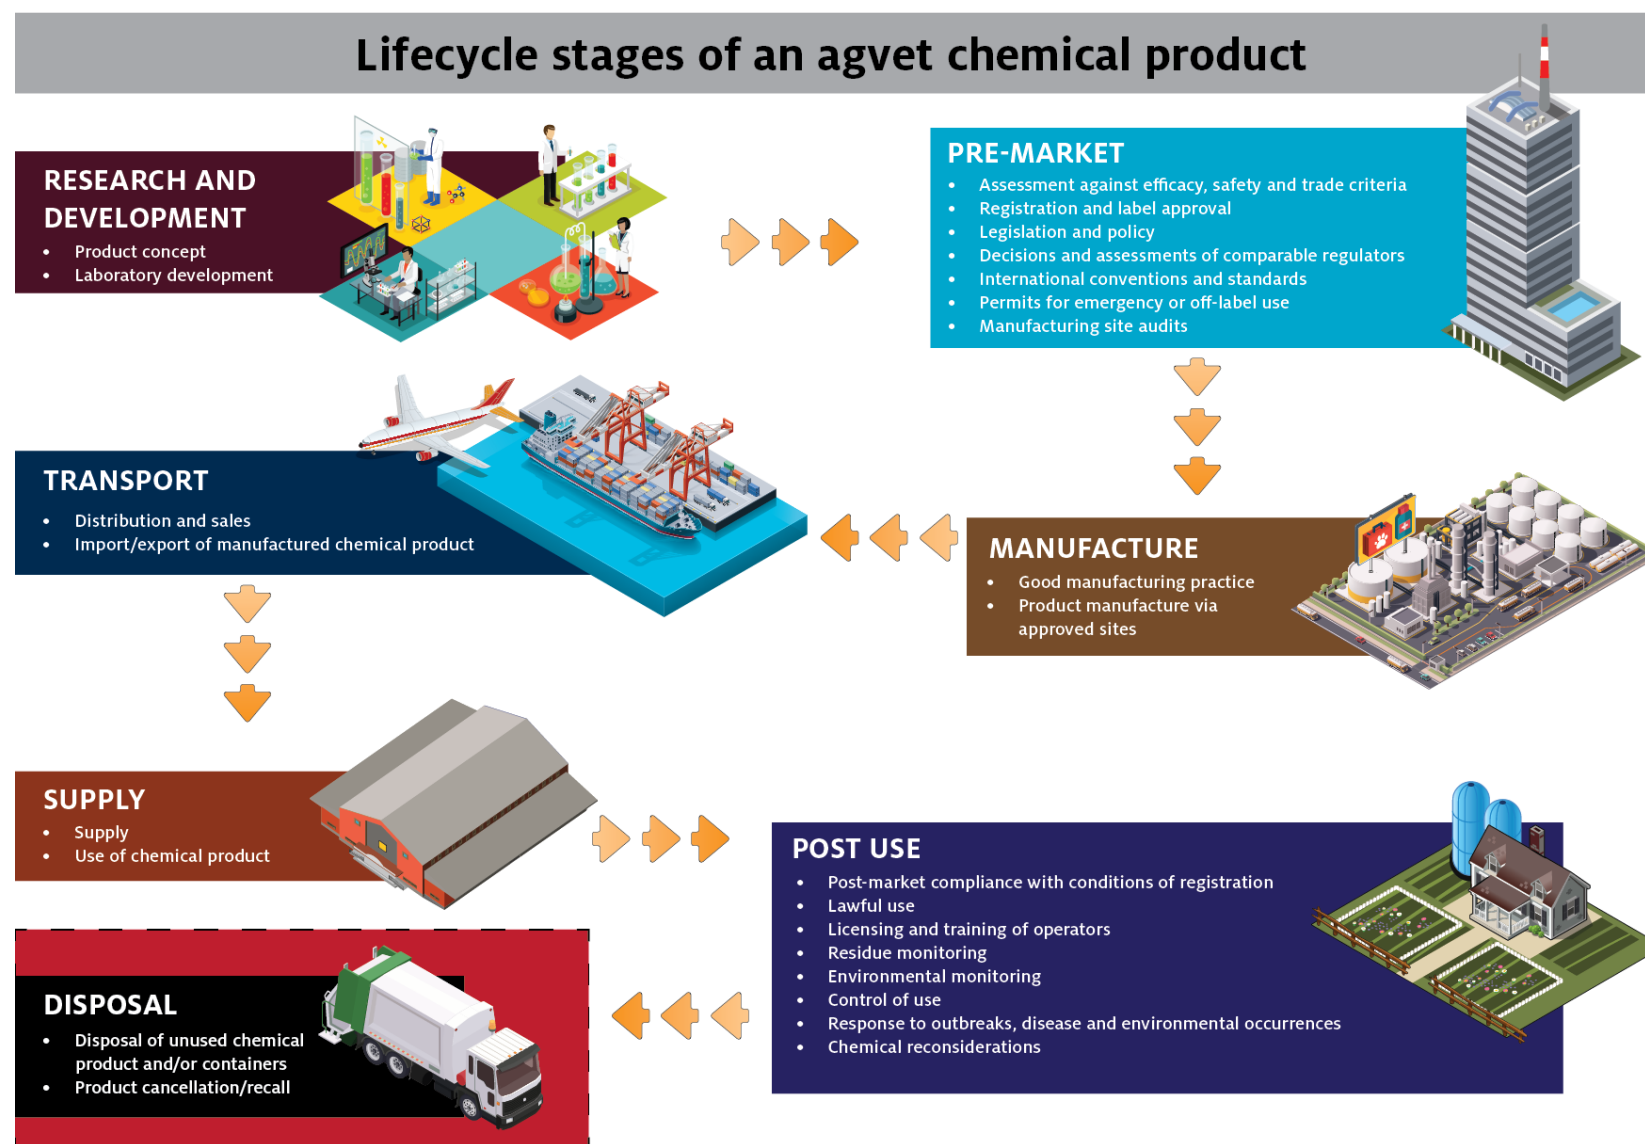 Lifecycle stages of an agvet chemical product
RESEARCH AND
DEVELOPMENT
• Product concept
• Laboratory development
PRE-MARKET
• Assessment against efficacy, safety and trade criteria
• Registration and label approval
• Legislation and policy
• Decisions and assessments of comparable regulators
• International conventions and standards
• Permits for emergency or off-label use
• Manufacturing site audits
MANUFACTURE
• Good manufacturing practice
• Product manufacture via
approved sites
TRANSPORT
• Distribution and sales
• Import/export of manufactured chemical product
SUPPLY
• Supply
• Use of chemical product
POST USE
• Post-market compliance with conditions of registration
• Lawful use
• Licensing and training of operators
• Residue monitoring
• Environmental monitoring
• Control of use
• Response to outbreaks, disease and environmental occurrences
• Chemical reconsiderations
DISPOSAL
• Disposal of unused chemical
product and/or containers
• Product cancellation/recall